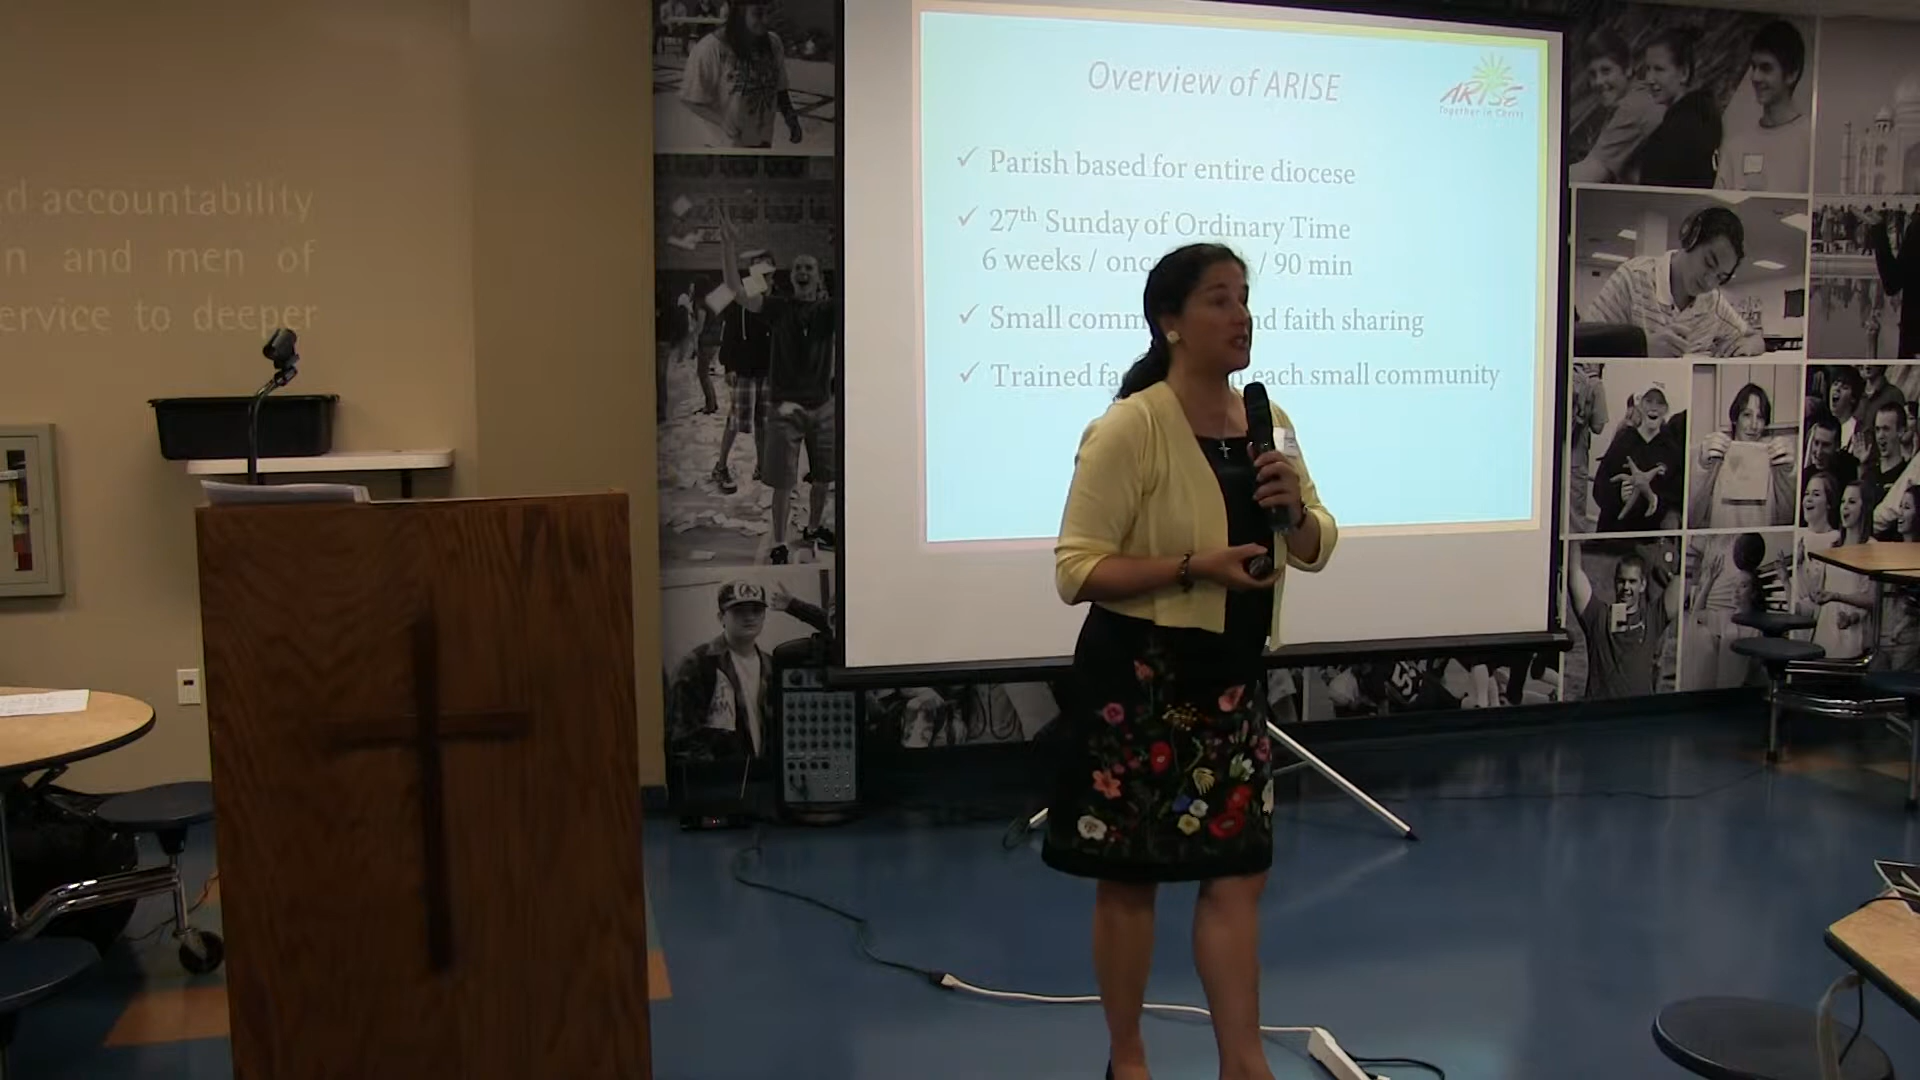 d accountability
n and men of
ervice to deeper
Overview of ARISE
ARISE
Together in Christ
✓ Parish based for entire diocese
✓ 27th Sunday of Ordinary Time
6 weeks / onc / 90 min
✓ Small comm nd faith sharing
✓ Trained fa each small community